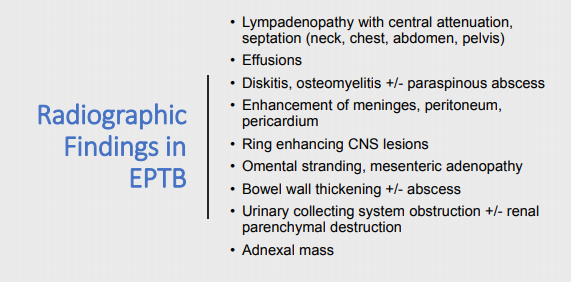 Radiographic
Findings in
EPTB
• Lympadenopathy with central attenuation,
septation (neck, chest, abdomen, pelvis)
• Effusions
• Diskitis, osteomyelitis +/- paraspinous abscess
• Enhancement of meninges, peritoneum,
pericardium
• Ring enhancing CNS lesions
• Omental stranding, mesenteric adenopathy
• Bowel wall thickening +/- abscess
• Urinary collecting system obstruction +/- renal
parenchymal destruction
• Adnexal mass